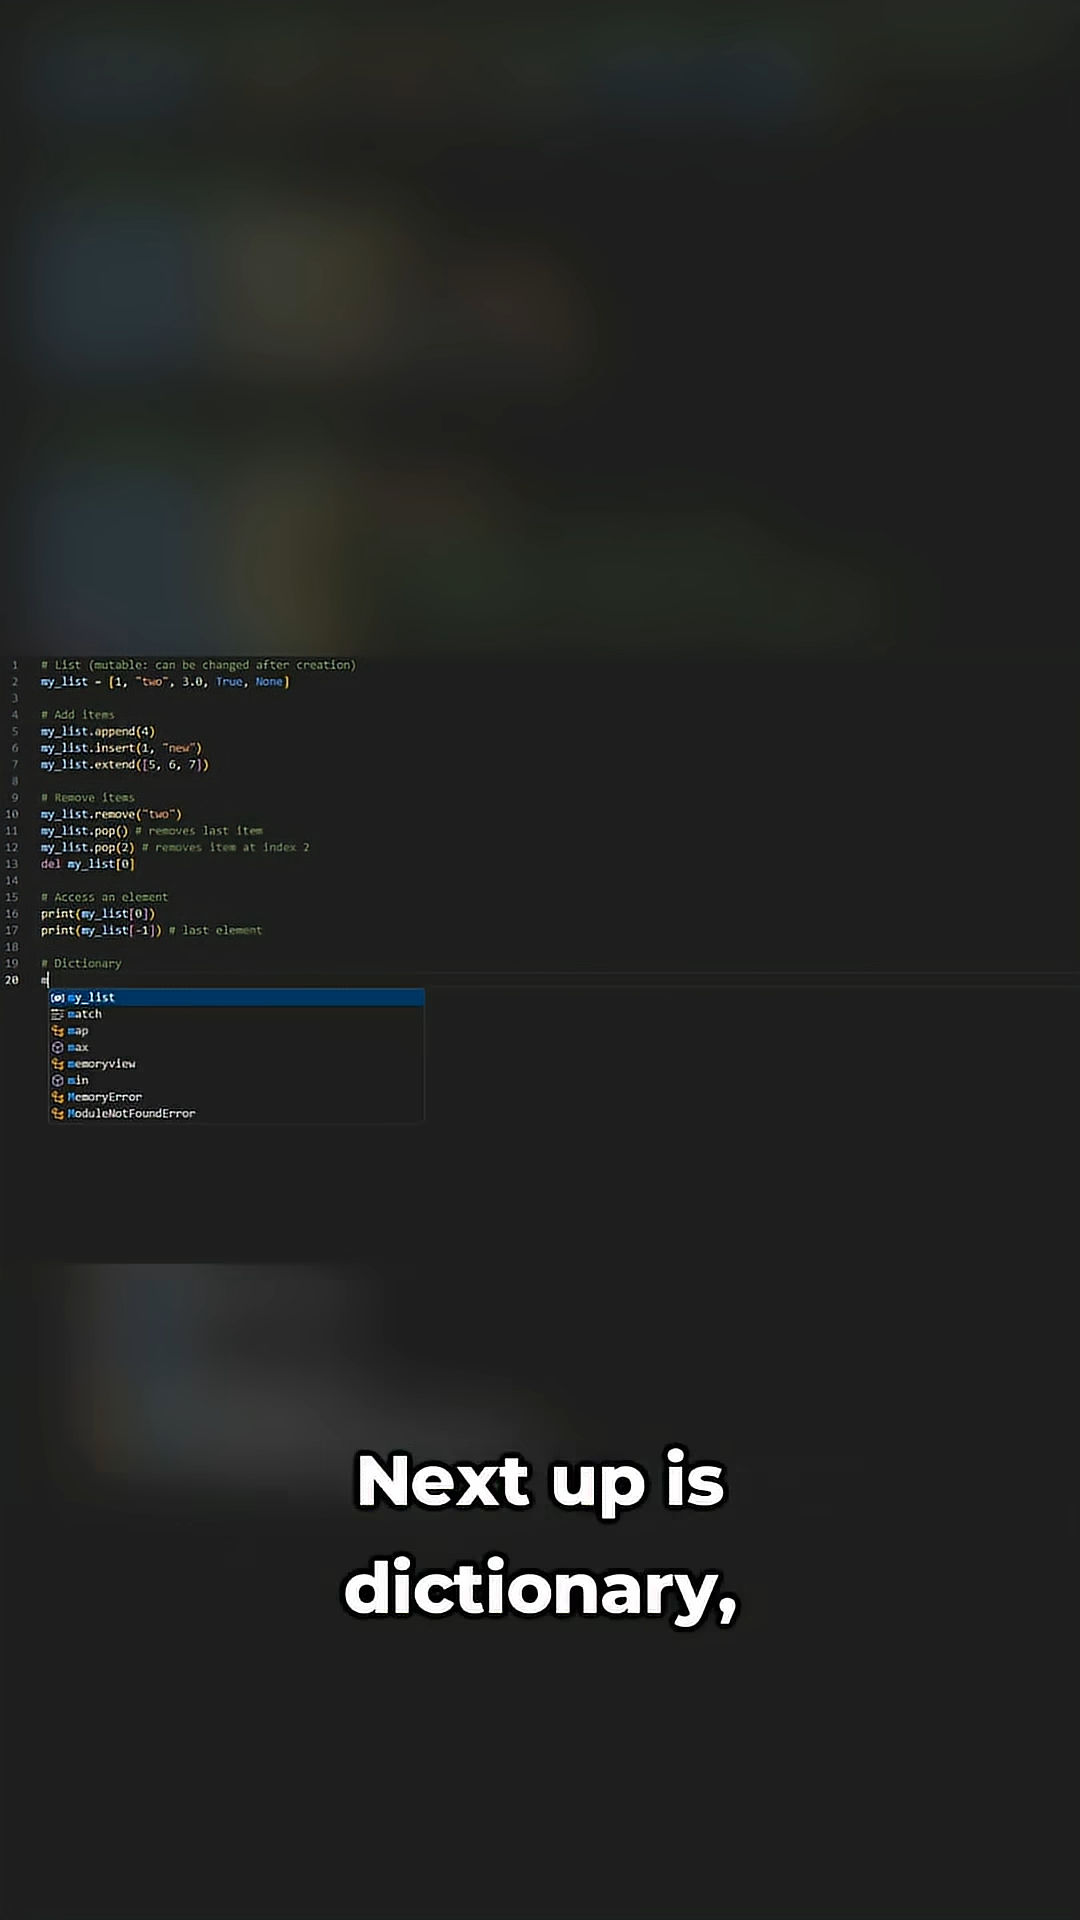 1 # List (mutable: can be changed after creation)
2 my_list = [1, "two", 3.0, True, None]
3
4 # Add items
5 my_list.append(4)
6 my_list.insert(1, "new")
7 my_list.extend([5, 6, 7])
8
9 # Remove items
10 my_list.remove("two")
11 my_list.pop() # removes last item
12 my_list.pop(2) # removes item at index 2
13 del my_list[0]
14
15 # Access an element
16 print(my_list[0])
17 print(my_list[-1]) # last element
18
19 # Dictionary
20 m
my_list
match
map
max
memoryview
min
MemoryError
ModuleNotFoundError
Next up is
dictionary,